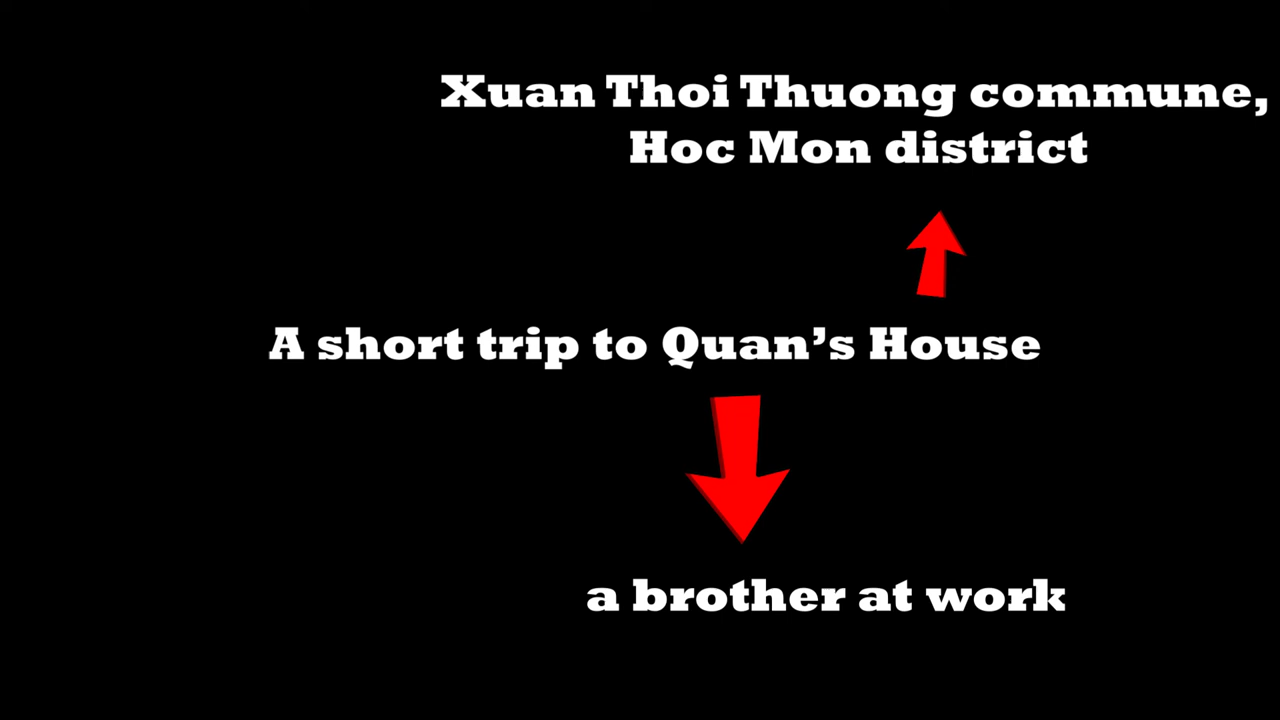 Xuan Thoi Thuong commune,
Hoc Mon district
A short trip to Quan’s House
a brother at work